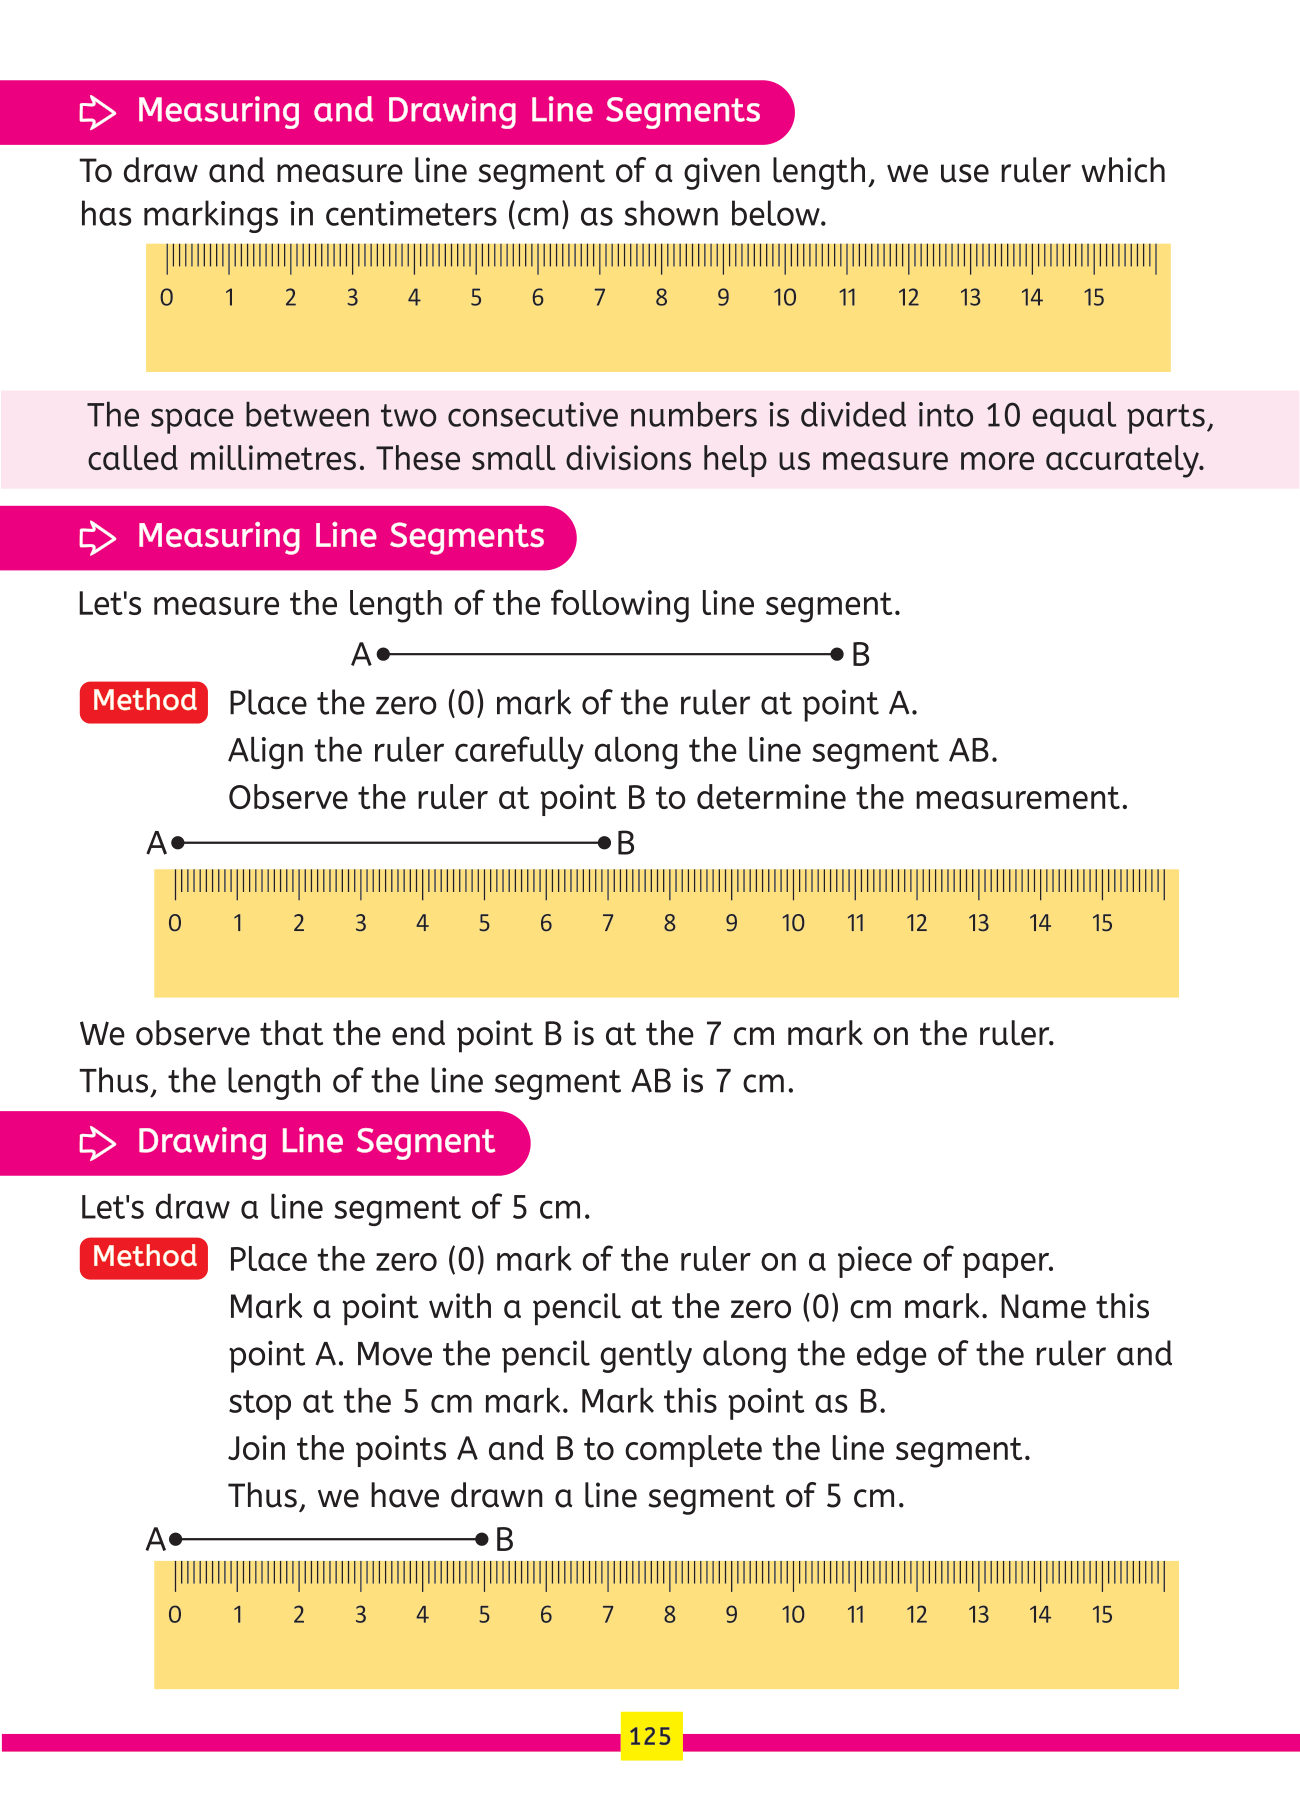 Measuring and Drawing Line Segments
To draw and measure line segment of a given length, we use ruler which
has markings in centimeters (cm) as shown below.
0 1 2 3 4 5 6 7 8 9 10 11 12 13 14 15
The space between two consecutive numbers is divided into 10 equal parts,
called millimetres. These small divisions help us measure more accurately.
Measuring Line Segments
Let's measure the length of the following line segment.
A B
Method Place the zero (0) mark of the ruler at point A.
Align the ruler carefully along the line segment AB.
Observe the ruler at point B to determine the measurement.
A B
0 1 2 3 4 5 6 7 8 9 10 11 12 13 14 15
We observe that the end point B is at the 7 cm mark on the ruler.
Thus, the length of the line segment AB is 7 cm.
Drawing Line Segment
Let's draw a line segment of 5 cm.
Method Place the zero (0) mark of the ruler on a piece of paper.
Mark a point with a pencil at the zero (0) cm mark. Name this
point A. Move the pencil gently along the edge of the ruler and
stop at the 5 cm mark. Mark this point as B.
Join the points A and B to complete the line segment.
Thus, we have drawn a line segment of 5 cm.
A B
0 1 2 3 4 5 6 7 8 9 10 11 12 13 14 15
125